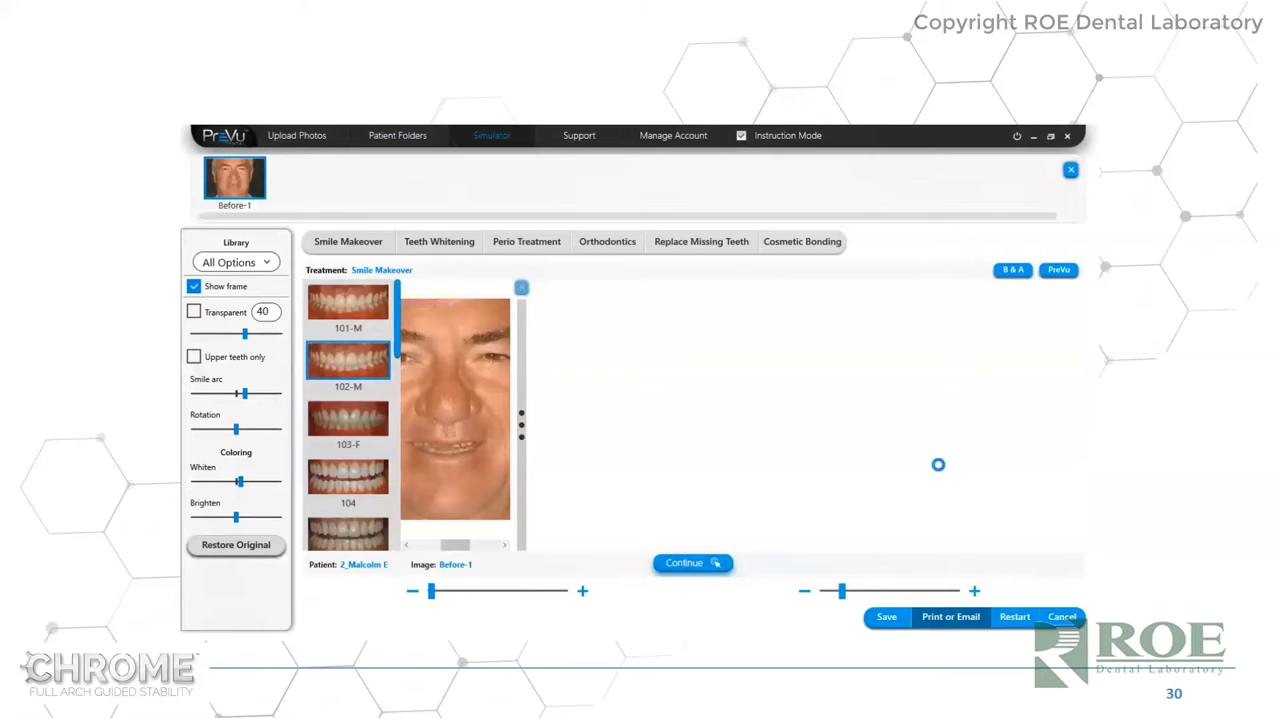 Copyright ROE Dental Laboratory
PreVu
DENTAL
Upload Photos
Patient Folders
Simulator
Support
Manage Account
Instruction Mode
Before-1
Library
All Options
Show frame
Transparent
40
Upper teeth only
Smile arc
Rotation
Coloring
Whiten
Brighten
Restore Original
Smile Makeover
Teeth Whitening
Perio Treatment
Orthodontics
Replace Missing Teeth
Cosmetic Bonding
Treatment: Smile Makeover
B & A
PreVu
101-M
102-M
103-F
104
Patient: 2_Malcolm E
Image: Before-1
Continue
Save
Print or Email
Restart
Cancel
CHROME
FULL ARCH GUIDED STABILITY
ROE
Dental Laboratory
30